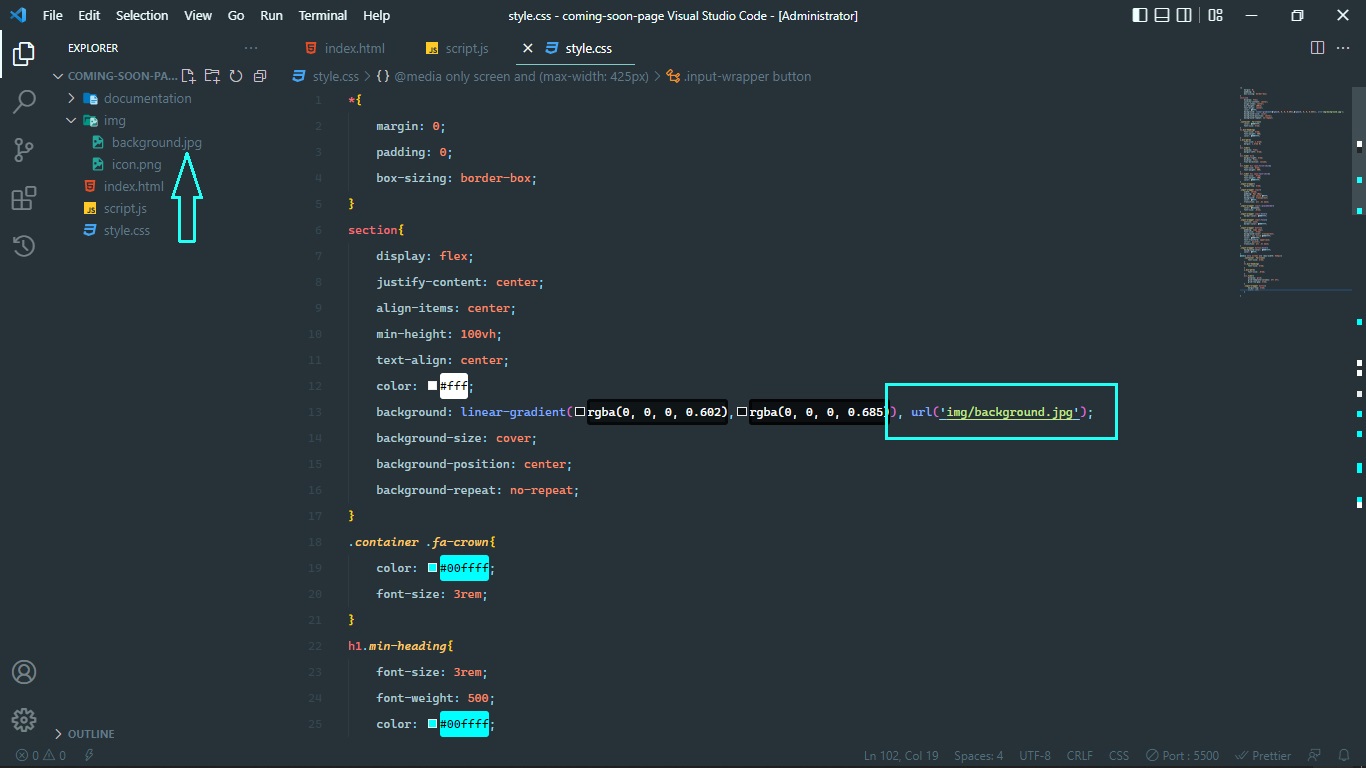 File Edit Selection View Go Run Terminal Help style.css - coming-soon-page Visual Studio Code - [Administrator]
EXPLORER
index.html
script.js
style.css
COMING-SOON-PA...
style.css > {} @media only screen and (max-width: 425px) > .input-wrapper button
documentation
img
background.jpg
icon.png
index.html
JS script.js
style.css
1 *{
2 margin: 0;
3 padding: 0;
4 box-sizing: border-box;
5 }
6 section{
7 display: flex;
8 justify-content: center;
9 align-items: center;
10 min-height: 100vh;
11 text-align: center;
12 color: #fff;
13 background: linear-gradient(rgba(0, 0, 0, 0.602),rgba(0, 0, 0, 0.685)), url('img/background.jpg');
14 background-size: cover;
15 background-position: center;
16 background-repeat: no-repeat;
17 }
18 .container .fa-crown{
19 color: #00ffff;
20 font-size: 3rem;
21 }
22 h1.min-heading{
23 font-size: 3rem;
24 font-weight: 500;
25 color: #00ffff;
OUTLINE
0 0 Ln 102, Col 19 Spaces: 4 UTF-8 CRLF CSS Port : 5500 Prettier